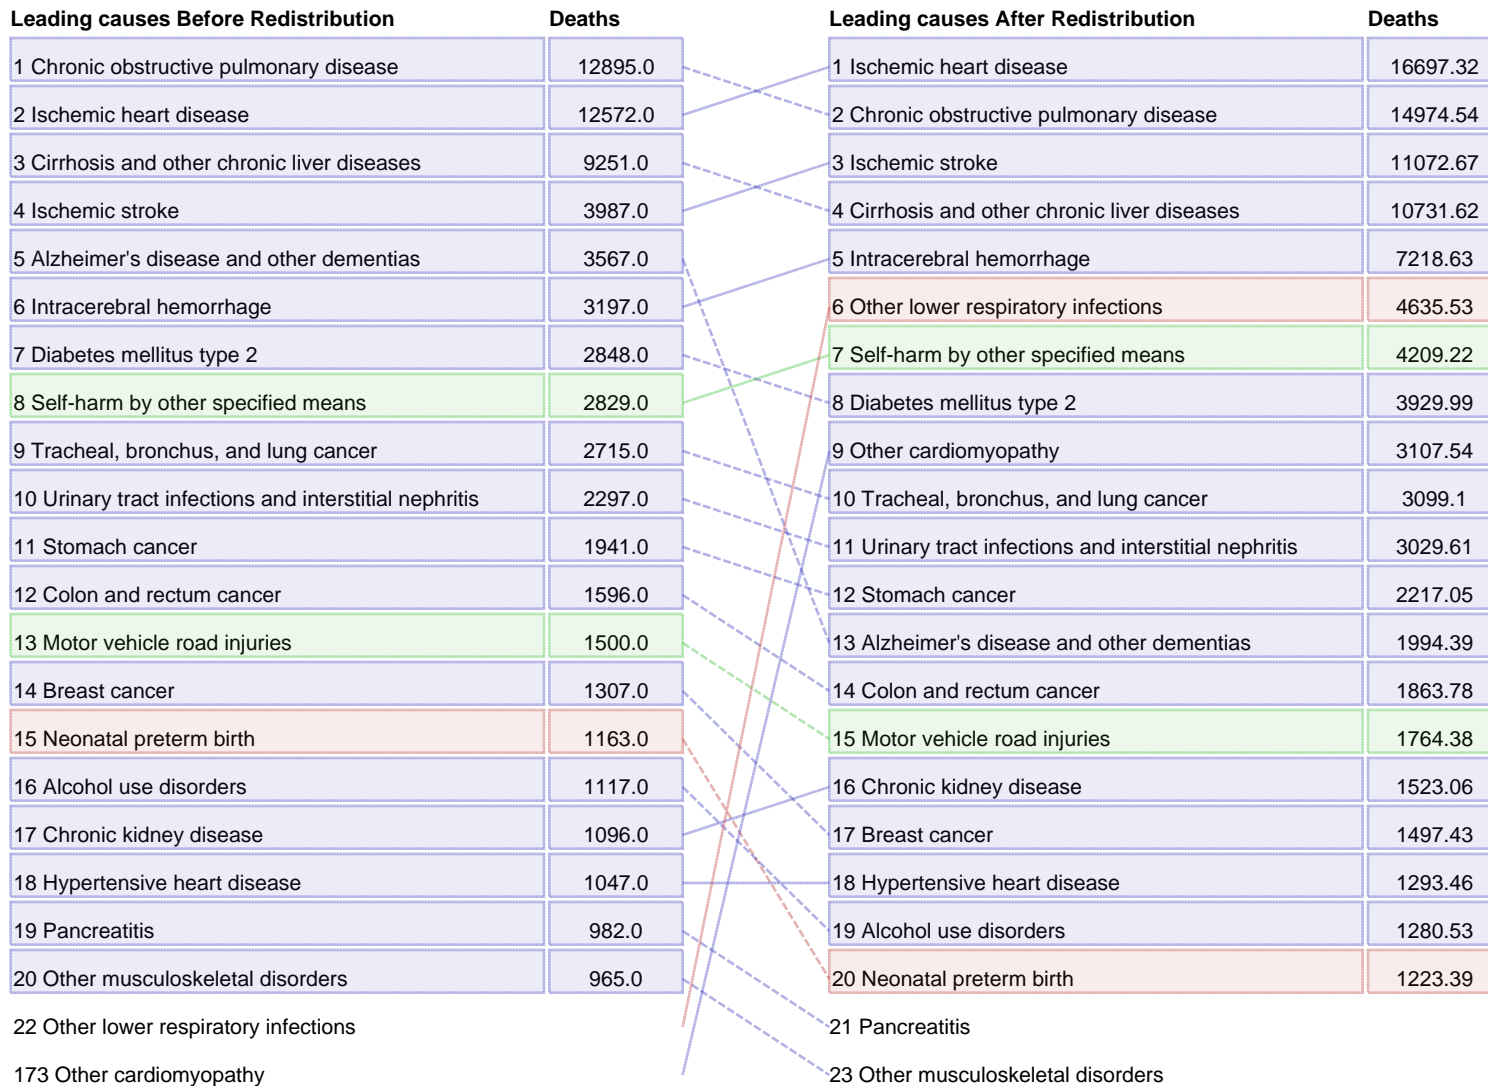 Leading causes Before Redistribution Deaths Leading causes After Redistribution Deaths
1 Chronic obstructive pulmonary disease 12895.0 1 Ischemic heart disease 16697.32
2 Ischemic heart disease 12572.0 2 Chronic obstructive pulmonary disease 14974.54
3 Cirrhosis and other chronic liver diseases 9251.0 3 Ischemic stroke 11072.67
4 Ischemic stroke 3987.0 4 Cirrhosis and other chronic liver diseases 10731.62
5 Alzheimer's disease and other dementias 3567.0 5 Intracerebral hemorrhage 7218.63
6 Intracerebral hemorrhage 3197.0 6 Other lower respiratory infections 4635.53
7 Diabetes mellitus type 2 2848.0 7 Self-harm by other specified means 4209.22
8 Self-harm by other specified means 2829.0 8 Diabetes mellitus type 2 3929.99
9 Tracheal, bronchus, and lung cancer 2715.0 9 Other cardiomyopathy 3107.54
10 Urinary tract infections and interstitial nephritis 2297.0 10 Tracheal, bronchus, and lung cancer 3099.1
11 Stomach cancer 1941.0 11 Urinary tract infections and interstitial nephritis 3029.61
12 Colon and rectum cancer 1596.0 12 Stomach cancer 2217.05
13 Motor vehicle road injuries 1500.0 13 Alzheimer's disease and other dementias 1994.39
14 Breast cancer 1307.0 14 Colon and rectum cancer 1863.78
15 Neonatal preterm birth 1163.0 15 Motor vehicle road injuries 1764.38
16 Alcohol use disorders 1117.0 16 Chronic kidney disease 1523.06
17 Chronic kidney disease 1096.0 17 Breast cancer 1497.43
18 Hypertensive heart disease 1047.0 18 Hypertensive heart disease 1293.46
19 Pancreatitis 982.0 19 Alcohol use disorders 1280.53
20 Other musculoskeletal disorders 965.0 20 Neonatal preterm birth 1223.39
22 Other lower respiratory infections 21 Pancreatitis
173 Other cardiomyopathy 23 Other musculoskeletal disorders